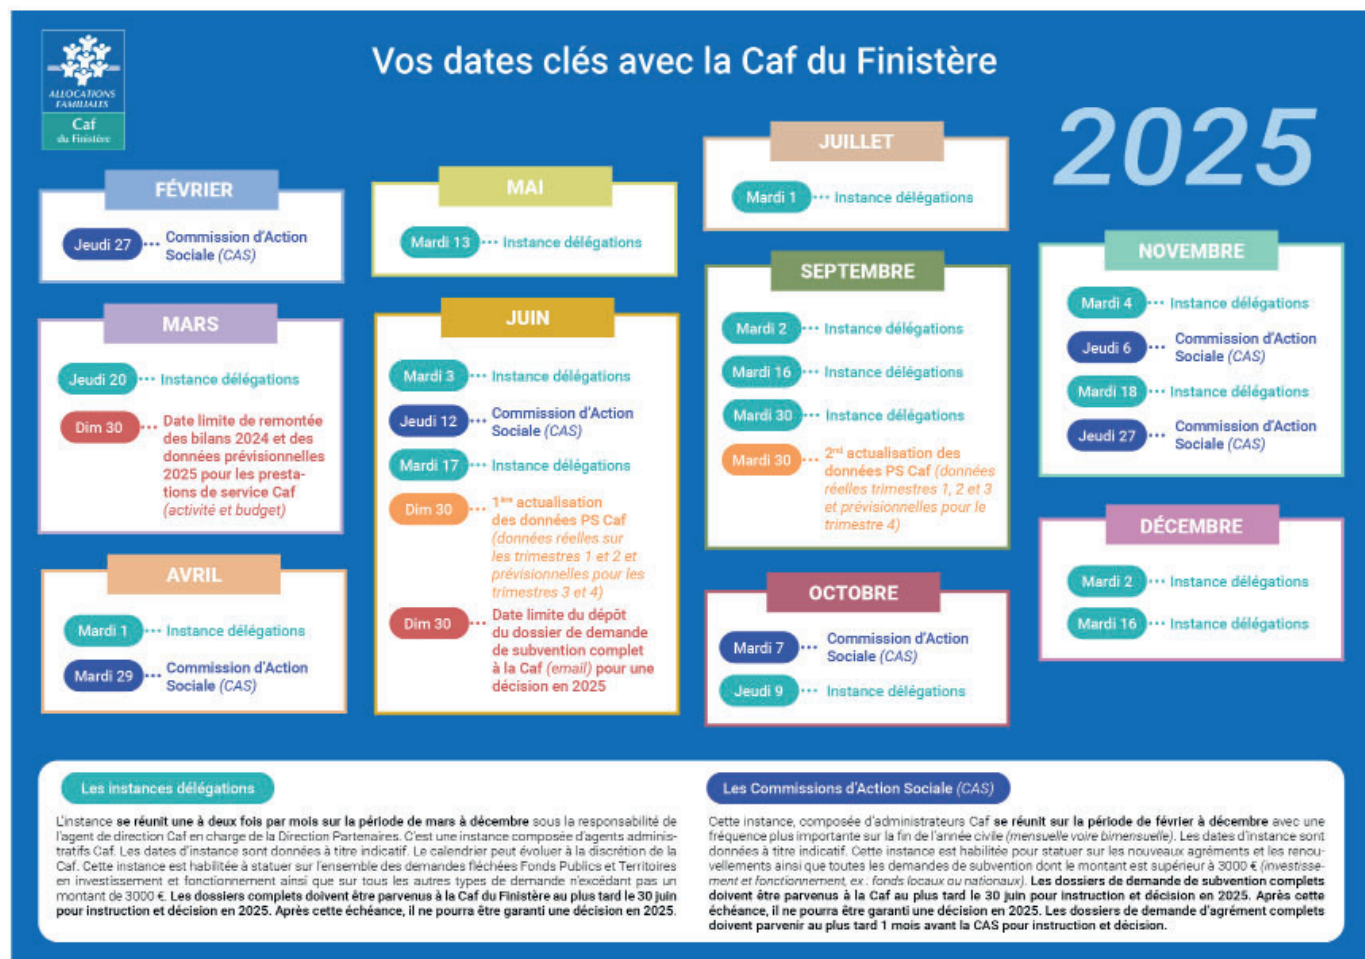 ALLOCATIONS
FAMILIALES
Caf
du Finistère
Vos dates clés avec la Caf du Finistère
2025
FÉVRIER
Jeudi 27 Commission d'Action
Sociale (CAS)
MARS
Jeudi 20 Instance délégations
Dim 30 Date limite de remontée
des bilans 2024 et des
données prévisionnelles
2025 pour les presta-
tions de service Caf
(activité et budget)
AVRIL
Mardi 1 Instance délégations
Mardi 29 Commission d'Action
Sociale (CAS)
MAI
Mardi 13 Instance délégations
JUIN
Mardi 3 Instance délégations
Jeudi 12 Commission d'Action
Sociale (CAS)
Mardi 17 Instance délégations
Dim 30 1ère actualisation
des données PS Caf
(données réelles sur
les trimestres 1 et 2 et
prévisionnelles pour les
trimestres 3 et 4)
Dim 30 Date limite du dépôt
du dossier de demande
de subvention complet
à la Caf (email) pour une
décision en 2025
JUILLET
Mardi 1 Instance délégations
SEPTEMBRE
Mardi 2 Instance délégations
Mardi 16 Instance délégations
Mardi 30 Instance délégations
Mardi 30 2nd actualisation des
données PS Caf (données
réelles trimestres 1, 2 et 3
et prévisionnelles pour le
trimestre 4)
OCTOBRE
Mardi 7 Commission d'Action
Sociale (CAS)
Jeudi 9 Instance délégations
NOVEMBRE
Mardi 4 Instance délégations
Jeudi 6 Commission d'Action
Sociale (CAS)
Mardi 18 Instance délégations
Jeudi 27 Commission d'Action
Sociale (CAS)
DÉCEMBRE
Mardi 2 Instance délégations
Mardi 16 Instance délégations
Les instances délégations
L'instance se réunit une à deux fois par mois sur la période de mars à décembre sous la responsabilité de
l'agent de direction Caf en charge de la Direction Partenaires. C'est une instance composée d'agents adminis-
tratifs Caf. Les dates d'instance sont données à titre indicatif. Le calendrier peut évoluer à la discrétion de la
Caf. Cette instance est habilitée à statuer sur l'ensemble des demandes fléchées Fonds Publics et Territoires
en investissement et fonctionnement ainsi que sur tous les autres types de demande n'excédant pas un
montant de 3000 €. Les dossiers complets doivent être parvenus à la Caf du Finistère au plus tard le 30 juin
pour instruction et décision en 2025. Après cette échéance, il ne pourra être garanti une décision en 2025.
Les Commissions d'Action Sociale (CAS)
Cette instance, composée d'administrateurs Caf se réunit sur la période de février à décembre avec une
fréquence plus importante sur la fin de l'année civile (mensuelle voire bimensuelle). Les dates d'instance sont
données à titre indicatif. Cette instance est habilitée pour statuer sur les nouveaux agréments et les renou-
vellements ainsi que toutes les demandes de subvention dont le montant est supérieur à 3000 € (investisse-
ment et fonctionnement, ex : fonds locaux ou nationaux). Les dossiers de demande de subvention complets
doivent être parvenus à la Caf au plus tard le 30 juin pour instruction et décision en 2025. Après cette
échéance, il ne pourra être garanti une décision en 2025. Les dossiers de demande d'agrément complets
doivent parvenir au plus tard 1 mois avant la CAS pour instruction et décision.